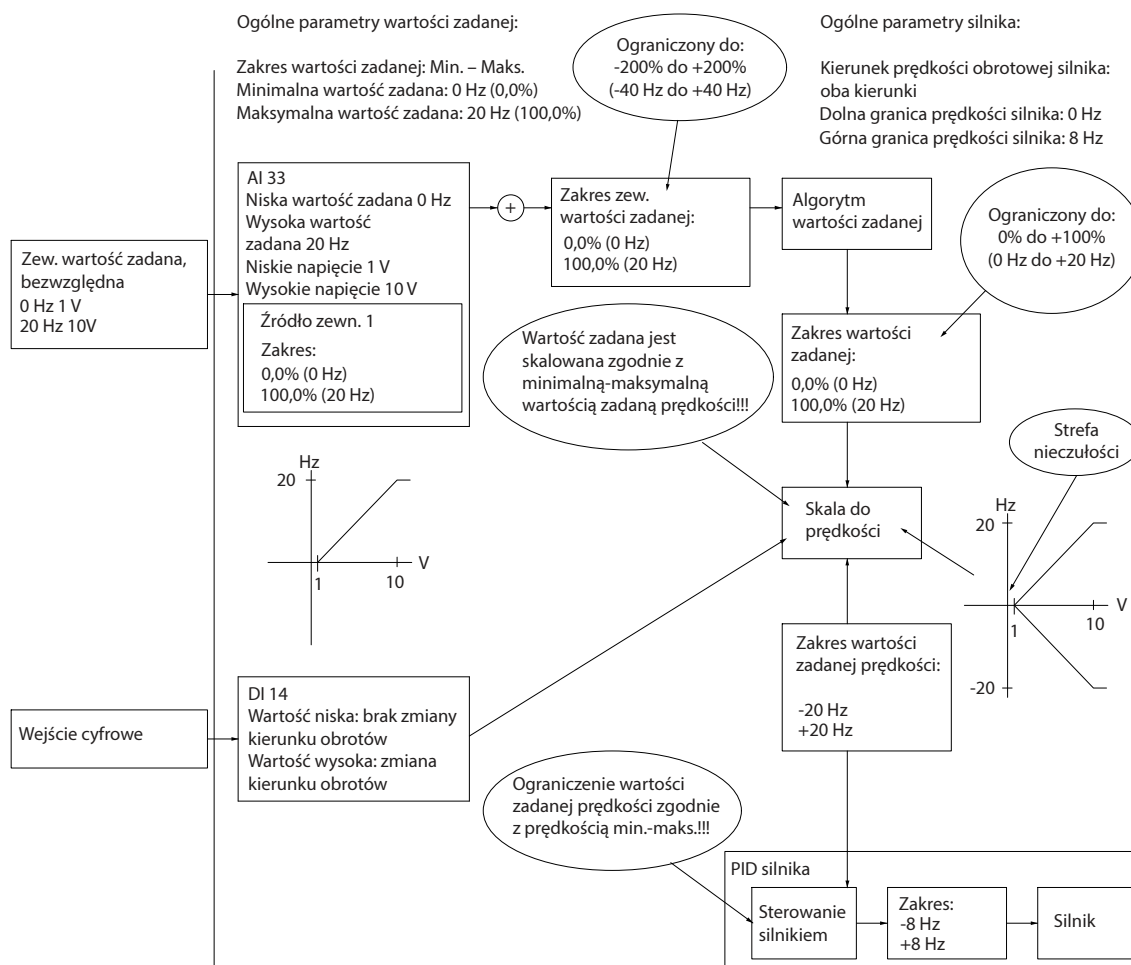 Ogólne parametry wartości zadanej:
Zakres wartości zadanej: Min. – Maks.
Minimalna wartość zadana: 0 Hz (0,0%)
Maksymalna wartość zadana: 20 Hz (100,0%)
Ograniczony do:
-200% do +200%
(-40 Hz do +40 Hz)
Ogólne parametry silnika:
Kierunek prędkości obrotowej silnika:
oba kierunki
Dolna granica prędkości silnika: 0 Hz
Górna granica prędkości silnika: 8 Hz
Zew. wartość zadana,
bezwzględna
0 Hz 1 V
20 Hz 10V
AI 33
Niska wartość zadana 0 Hz
Wysoka wartość
zadana 20 Hz
Niskie napięcie 1 V
Wysokie napięcie 10 V
Źródło zewn. 1
Zakres:
0,0% (0 Hz)
100,0% (20 Hz)
+
Zakres zew.
wartości zadanej:
0,0% (0 Hz)
100,0% (20 Hz)
Algorytm
wartości zadanej
Ograniczony do:
0% do +100%
(0 Hz do +20 Hz)
Wartość zadana jest
skalowana zgodnie z
minimalną-maksymalną
wartością zadaną prędkości!!!
Zakres wartości
zadanej:
0,0% (0 Hz)
100,0% (20 Hz)
Strefa
nieczułości
Hz
20
1
10
V
Skala do
prędkości
Hz
20
1
10
V
-20
Zakres wartości
zadanej prędkości:
-20 Hz
+20 Hz
Wejście cyfrowe
DI 14
Wartość niska: brak zmiany
kierunku obrotów
Wartość wysoka: zmiana
kierunku obrotów
Ograniczenie wartości
zadanej prędkości zgodnie
z prędkością min.-maks.!!!
PID silnika
Sterowanie
silnikiem
Zakres:
-8 Hz
+8 Hz
Silnik